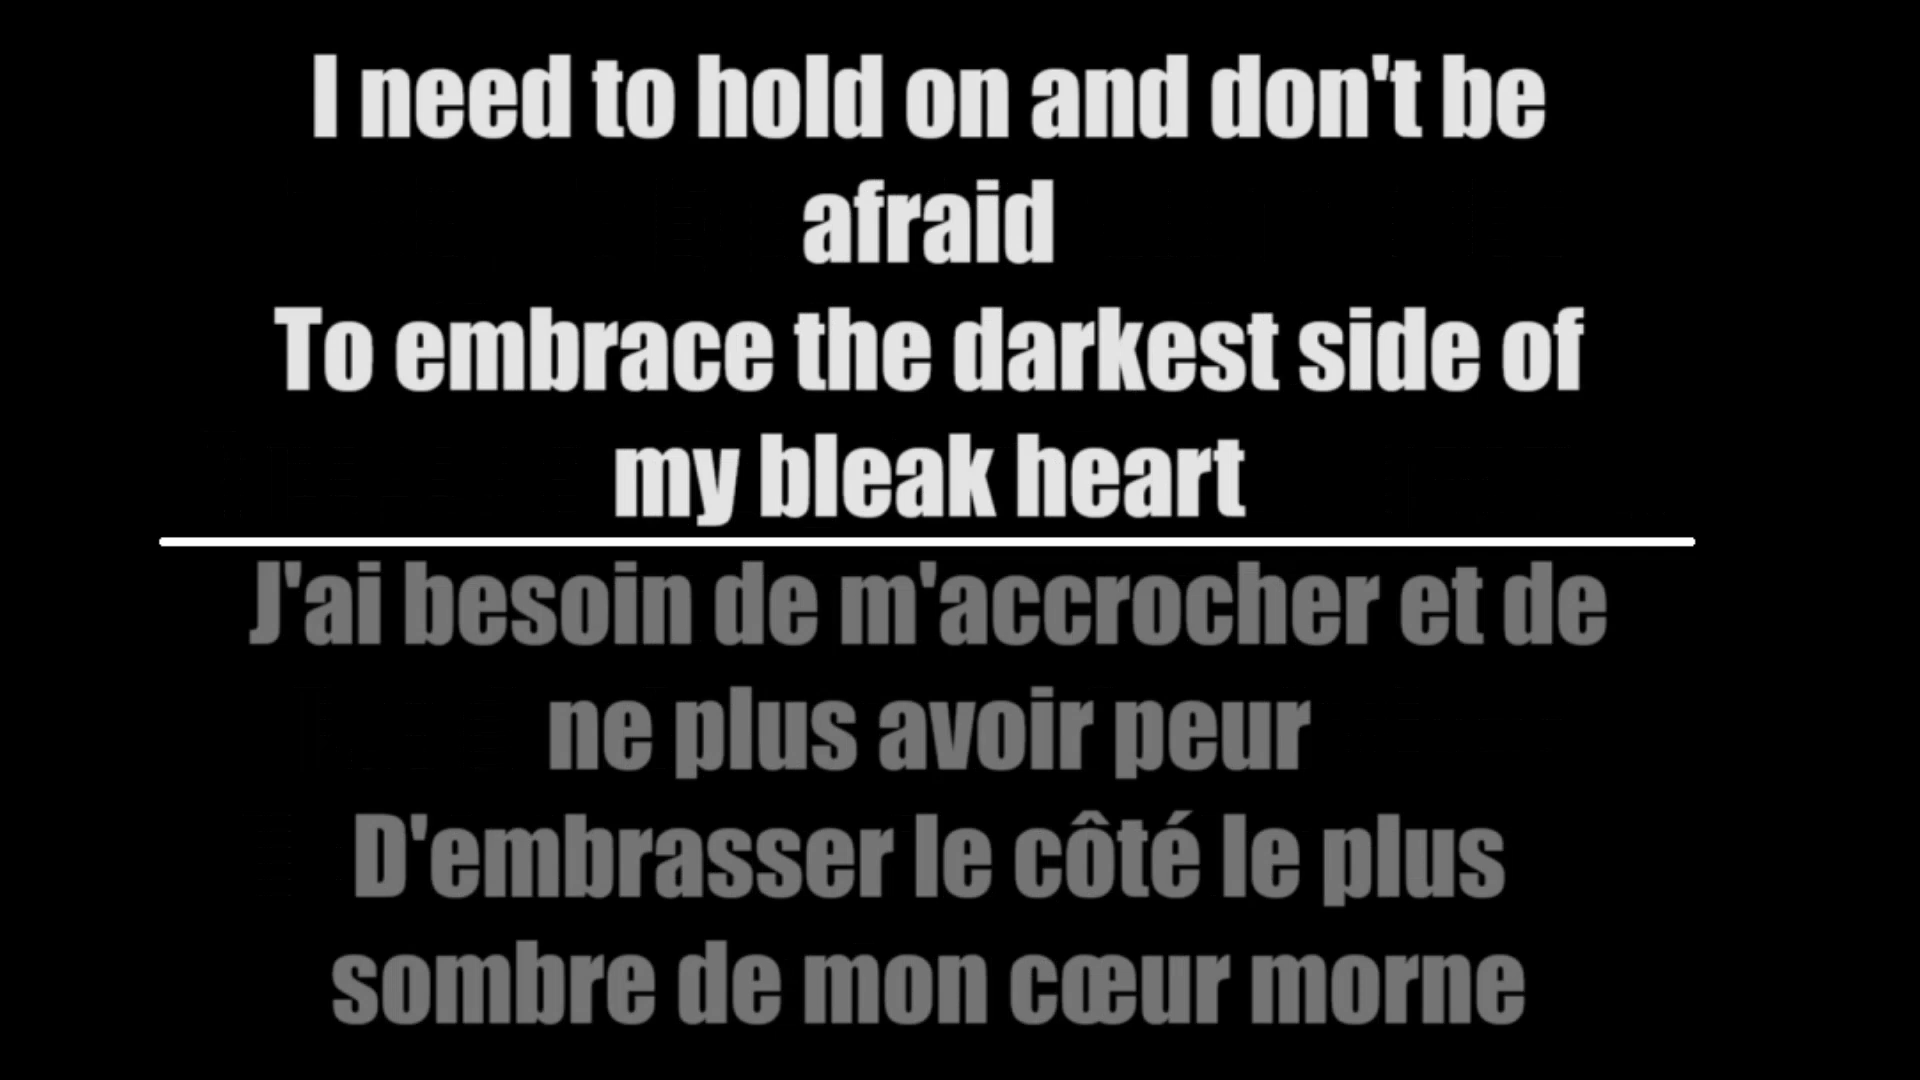 I need to hold on and don't be
afraid
To embrace the darkest side of
my bleak heart
J'ai besoin de m'accrocher et de
ne plus avoir peur
D'embrasser le côté le plus
sombre de mon cœur morne